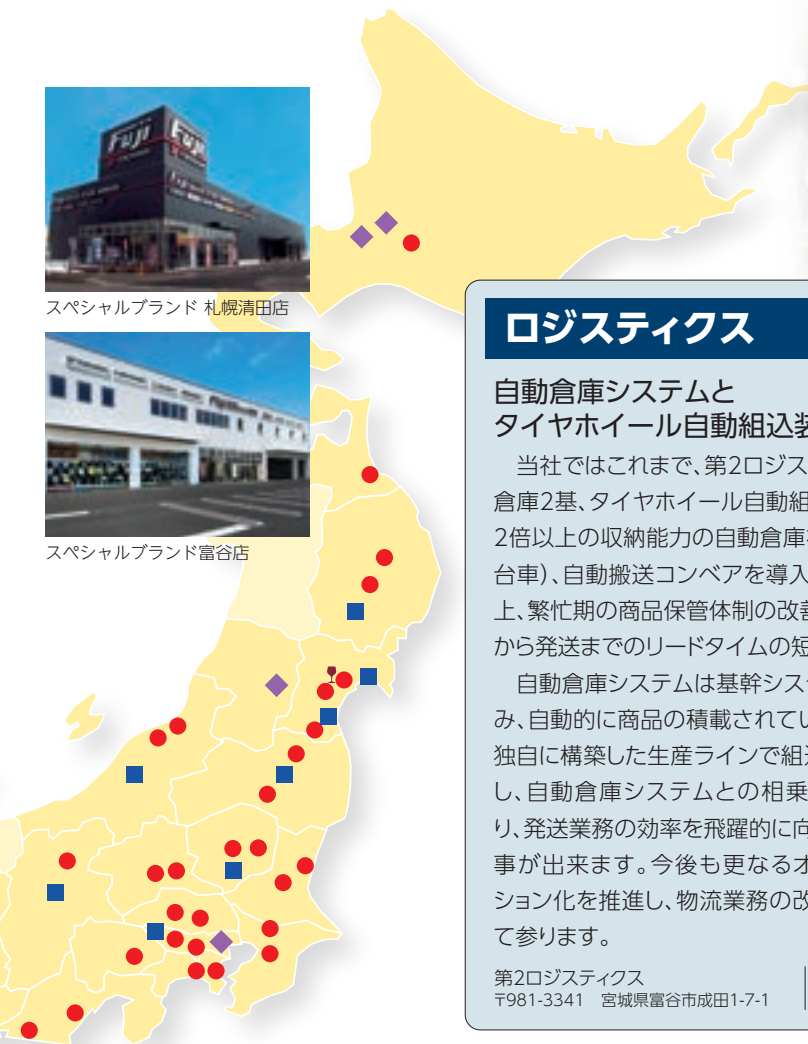 Fuji
Fuji
スペシャルブランド 札幌清田店
スペシャルブランド富谷店
ロジスティクス
自動倉庫システムと
タイヤホイール自動組込装
当社ではこれまで、第2ロジス
倉庫2基、タイヤホイール自動組
2倍以上の収納能力の自動倉庫
台車)、自動搬送コンベアを導入
上、繁忙期の商品保管体制の改善
から発送までのリードタイムの短
自動倉庫システムは基幹シス
み、自動的に商品の積載されてい
独自に構築した生産ラインで組
し、自動倉庫システムとの相乗
り、発送業務の効率を飛躍的に向
事が出来ます。今後も更なるオ
ション化を推進し、物流業務の改
て参ります。
第2ロジスティクス
〒981-3341 宮城県富谷市成田1-7-1